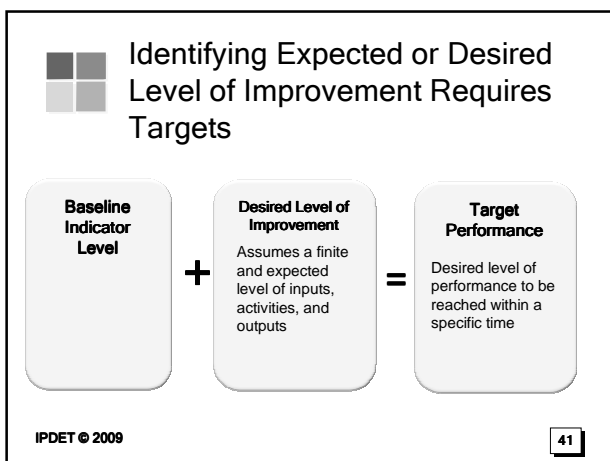 Identifying Expected or Desired
Level of Improvement Requires
Targets
Baseline
Indicator
Level
+
Desired Level of
Improvement
Assumes a finite
and expected
level of inputs,
activities, and
outputs
=
Target
Performance
Desired level of
performance to be
reached within a
specific time
IPDET © 2009
41